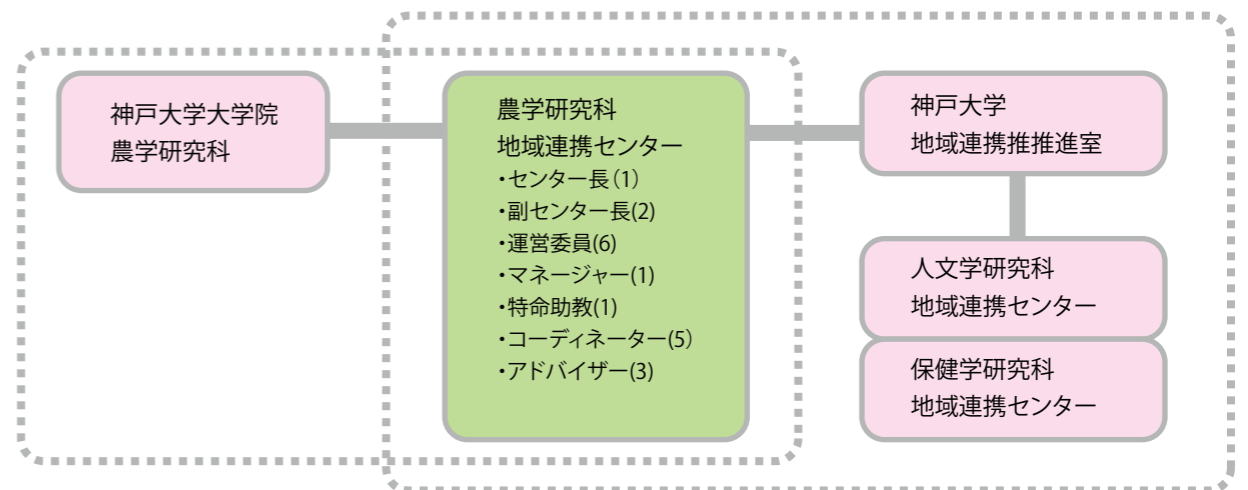 神戸大学大学院
農学研究科
農学研究科
地域連携センター
・センター長（1）
・副センター長(2)
・運営委員(6)
・マネージャー(1)
・特命助教(1)
・コーディネーター(5）
・アドバイザー(3)
神戸大学
地域連携推推進室
人文学研究科
地域連携センター
保健学研究科
地域連携センター